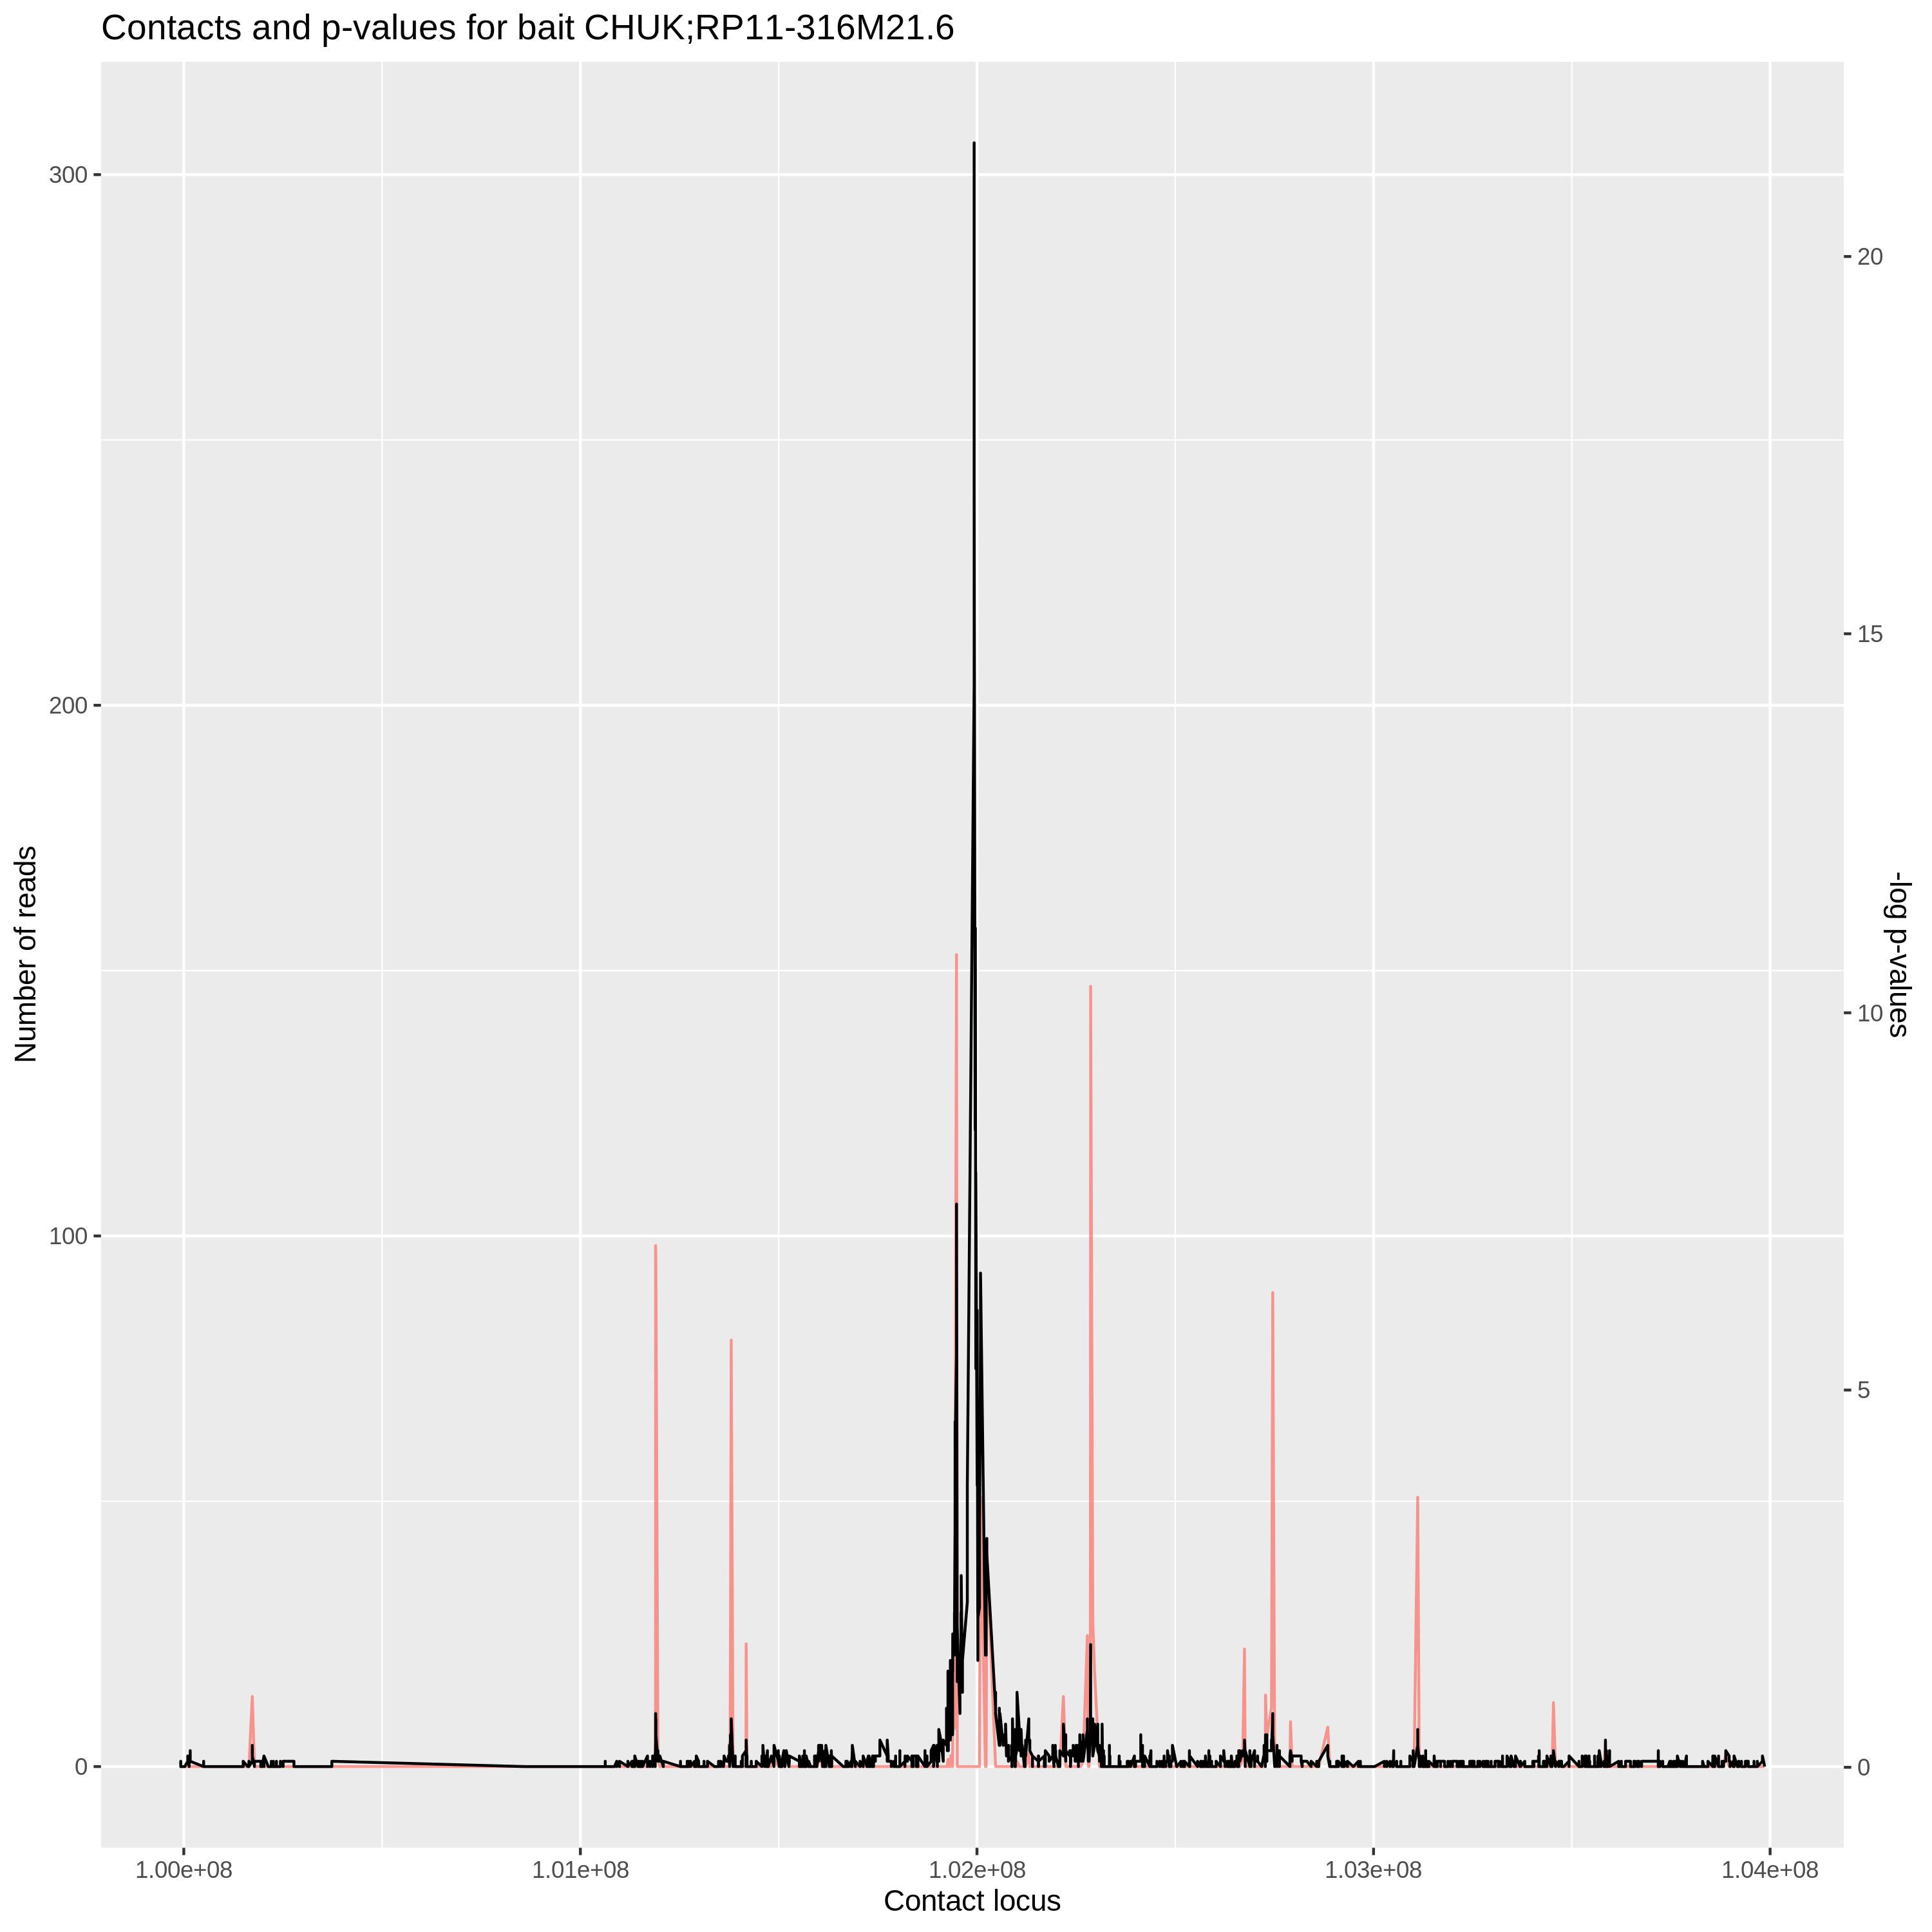 Contacts and p-values for bait CHUK;RP11-316M21.6
300
200
100
0
Number of reads
20
15
10
5
0
-log p-values
1.00e+08 1.01e+08 1.02e+08 1.03e+08 1.04e+08
Contact locus